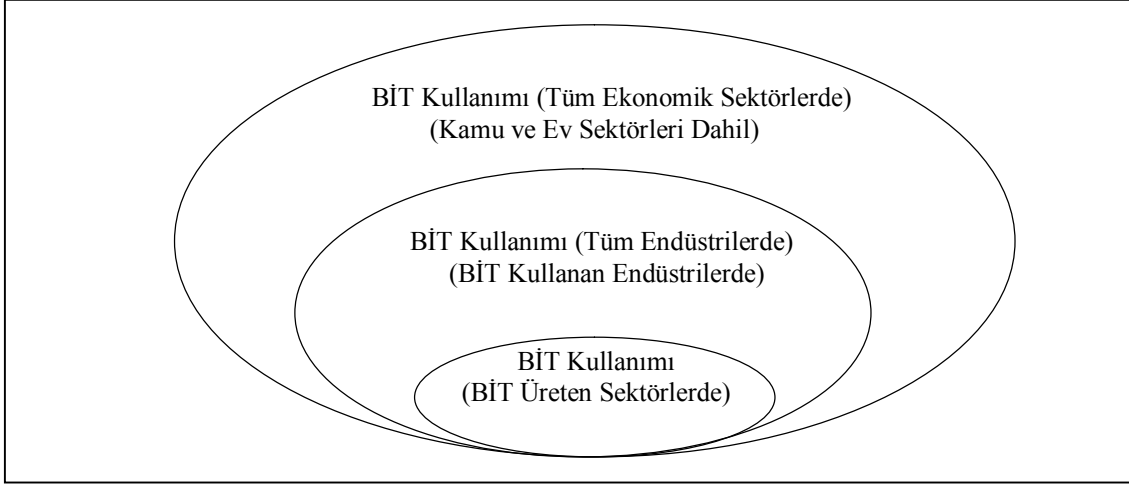 BİT Kullanımı (Tüm Ekonomik Sektörlerde)
(Kamu ve Ev Sektörleri Dahil)
BİT Kullanımı (Tüm Endüstrilerde)
(BİT Kullanan Endüstrilerde)
BİT Kullanımı
(BİT Üreten Sektörlerde)